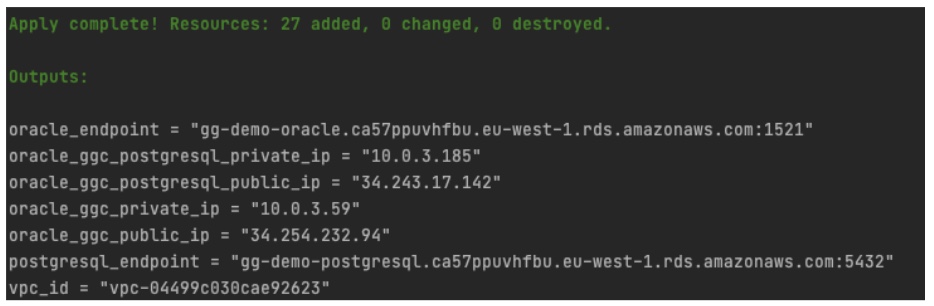 Apply complete! Resources: 27 added, 0 changed, 0 destroyed.
Outputs:
oracle_endpoint = "gg-demo-oracle.ca57ppuvhfbu.eu-west-1.rds.amazonaws.com:1521"
oracle_ggc_postgresql_private_ip = "10.0.3.185"
oracle_ggc_postgresql_public_ip = "34.243.17.142"
oracle_ggc_private_ip = "10.0.3.59"
oracle_ggc_public_ip = "34.254.232.94"
postgresql_endpoint = "gg-demo-postgresql.ca57ppuvhfbu.eu-west-1.rds.amazonaws.com:5432"
vpc_id = "vpc-04499c030cae92623"